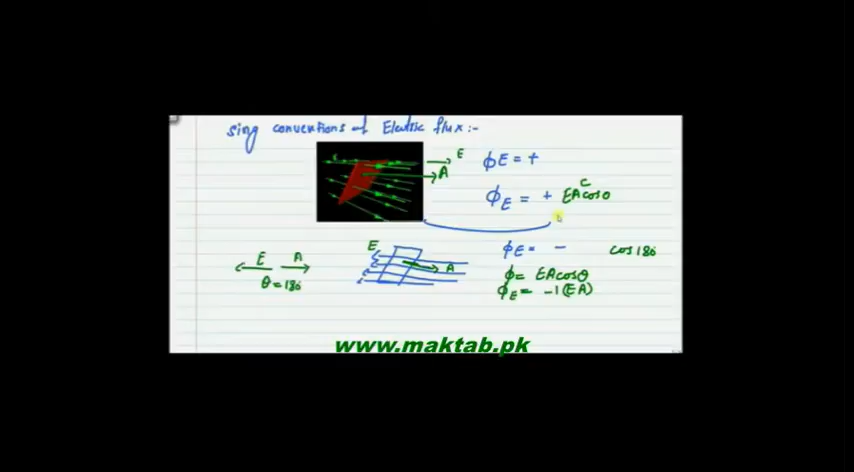 sing conventions of Electric flux:-
E
A
ϕE = +
C
ϕE = + EAcosθ
E A
θ = 180
E
A
ϕE = -
cos 180
ϕ = EAcosθ
ϕE = -1(EA)
www.maktab.pk